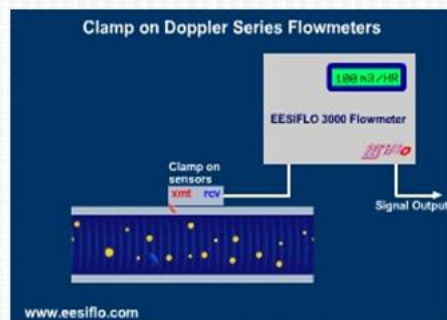 Clamp on Doppler Series Flowmeters
100 m3/HR
EESIFLO 3000 Flowmeter
EESIFlo
Clamp on
sensors
xmt rcv
Signal Output
www.eesiflo.com